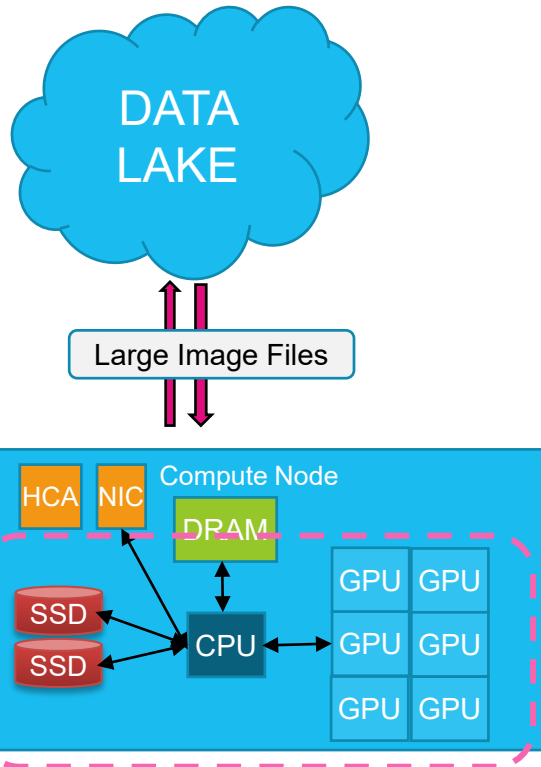 DATA
LAKE
Large Image Files
Compute Node
HCA
NIC
DRAM
SSD
SSD
CPU
GPU GPU
GPU GPU
GPU GPU